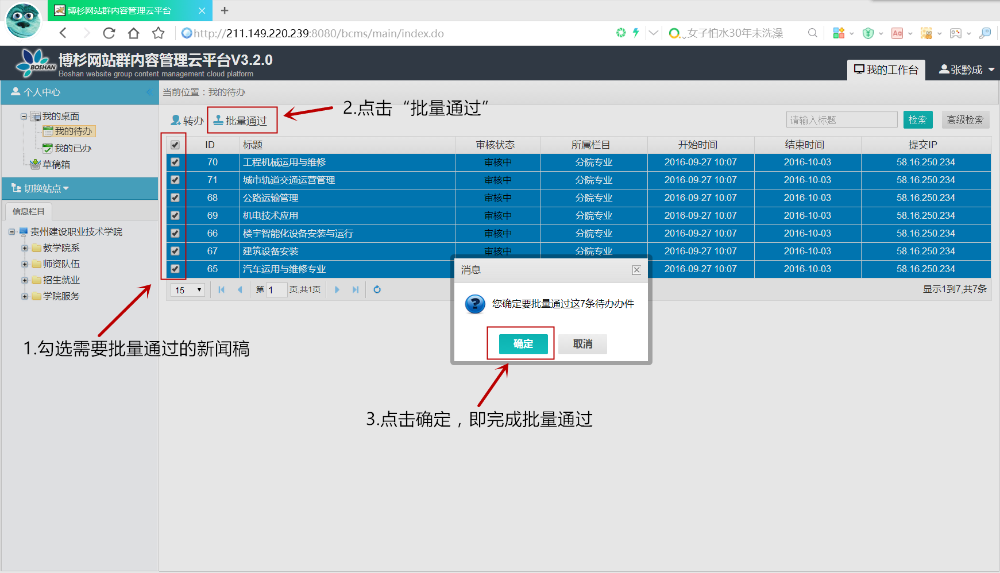 博杉网站群内容管理云平台
http://211.149.220.239:8080/bcms/main/index.do
女子怕水30年未洗澡
BOSHAN
博杉网站群内容管理云平台V3.2.0
Boshan website group content management cloud platform
我的工作台
张黔成
个人中心
当前位置：我的待办
我的桌面
我的待办
我的已办
草稿箱
切换站点
信息栏目
贵州建设职业技术学院
教学院系
师资队伍
招生就业
学院服务
转办
批量通过
2.点击“批量通过”
请输入标题
检索
高级检索
ID 标题 审核状态 所属栏目 开始时间 结束时间 提交IP
70 工程机械运用与维修 审核中 分院专业 2016-09-27 10:07 2016-10-03 58.16.250.234
71 城市轨道交通运营管理 审核中 分院专业 2016-09-27 10:07 2016-10-03 58.16.250.234
68 公路运输管理 审核中 分院专业 2016-09-27 10:07 2016-10-03 58.16.250.234
69 机电技术应用 审核中 分院专业 2016-09-27 10:07 2016-10-03 58.16.250.234
66 楼宇智能化设备安装与运行 审核中 分院专业 2016-09-27 10:07 2016-10-03 58.16.250.234
67 建筑设备安装 审核中 分院专业 2016-09-27 10:07 2016-10-03 58.16.250.234
65 汽车运用与维修专业 2016-09-27 10:07 2016-10-03 58.16.250.234
15 第 1 页,共1页
显示1到7,共7条
消息
您确定要批量通过这7条待办办件
确定
取消
1.勾选需要批量通过的新闻稿
3.点击确定，即完成批量通过